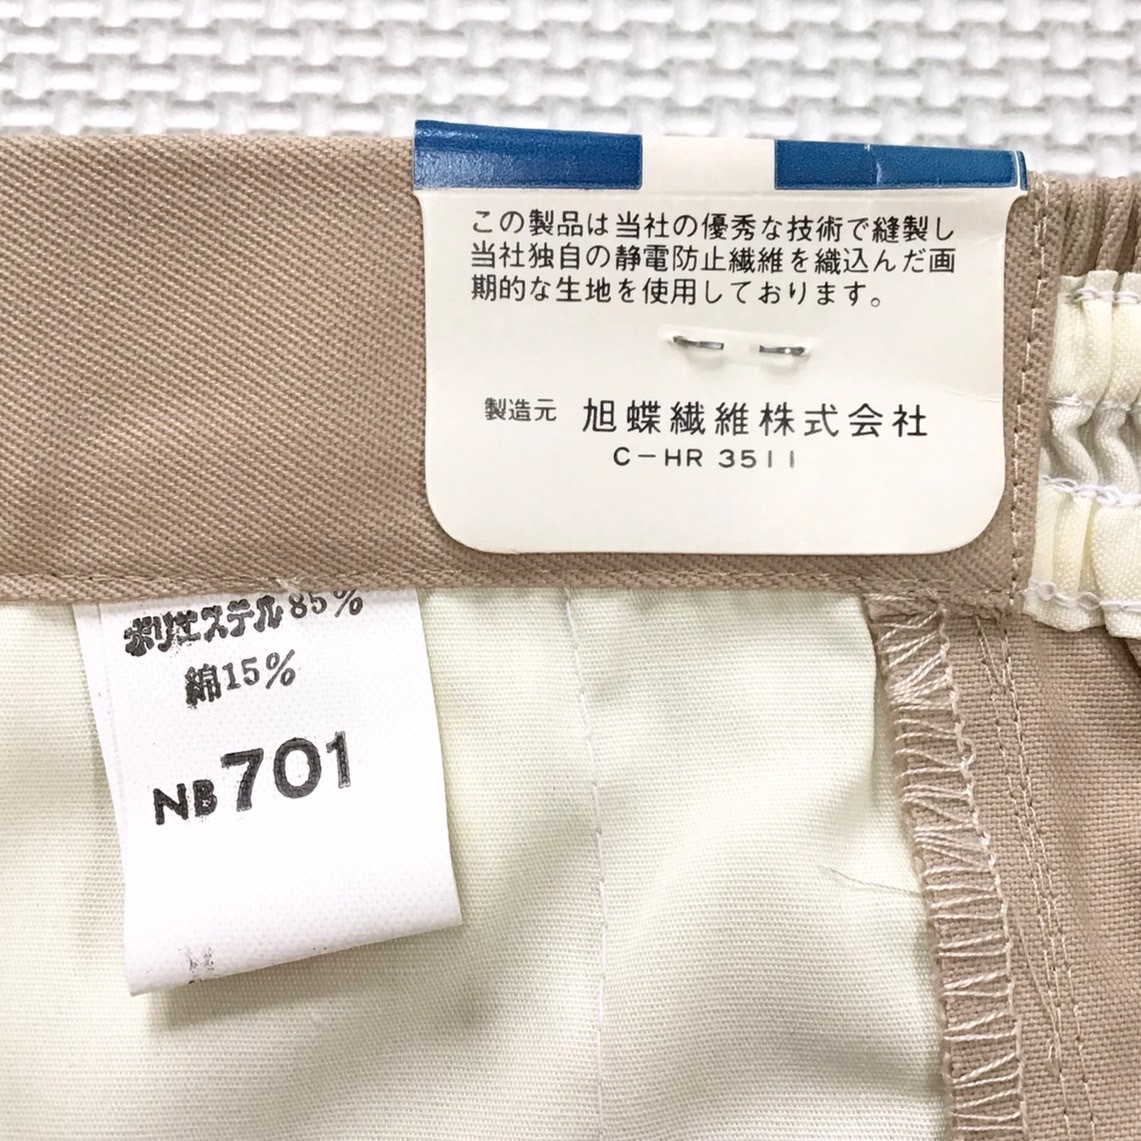 この製品は当社の優秀な技術で縫製し
当社独自の静電防止繊維を織込んだ画
期的な生地を使用しております。
製造元 旭蝶繊維株式会社
C-HR 3511
ポリエステル85%
綿15%
NB701